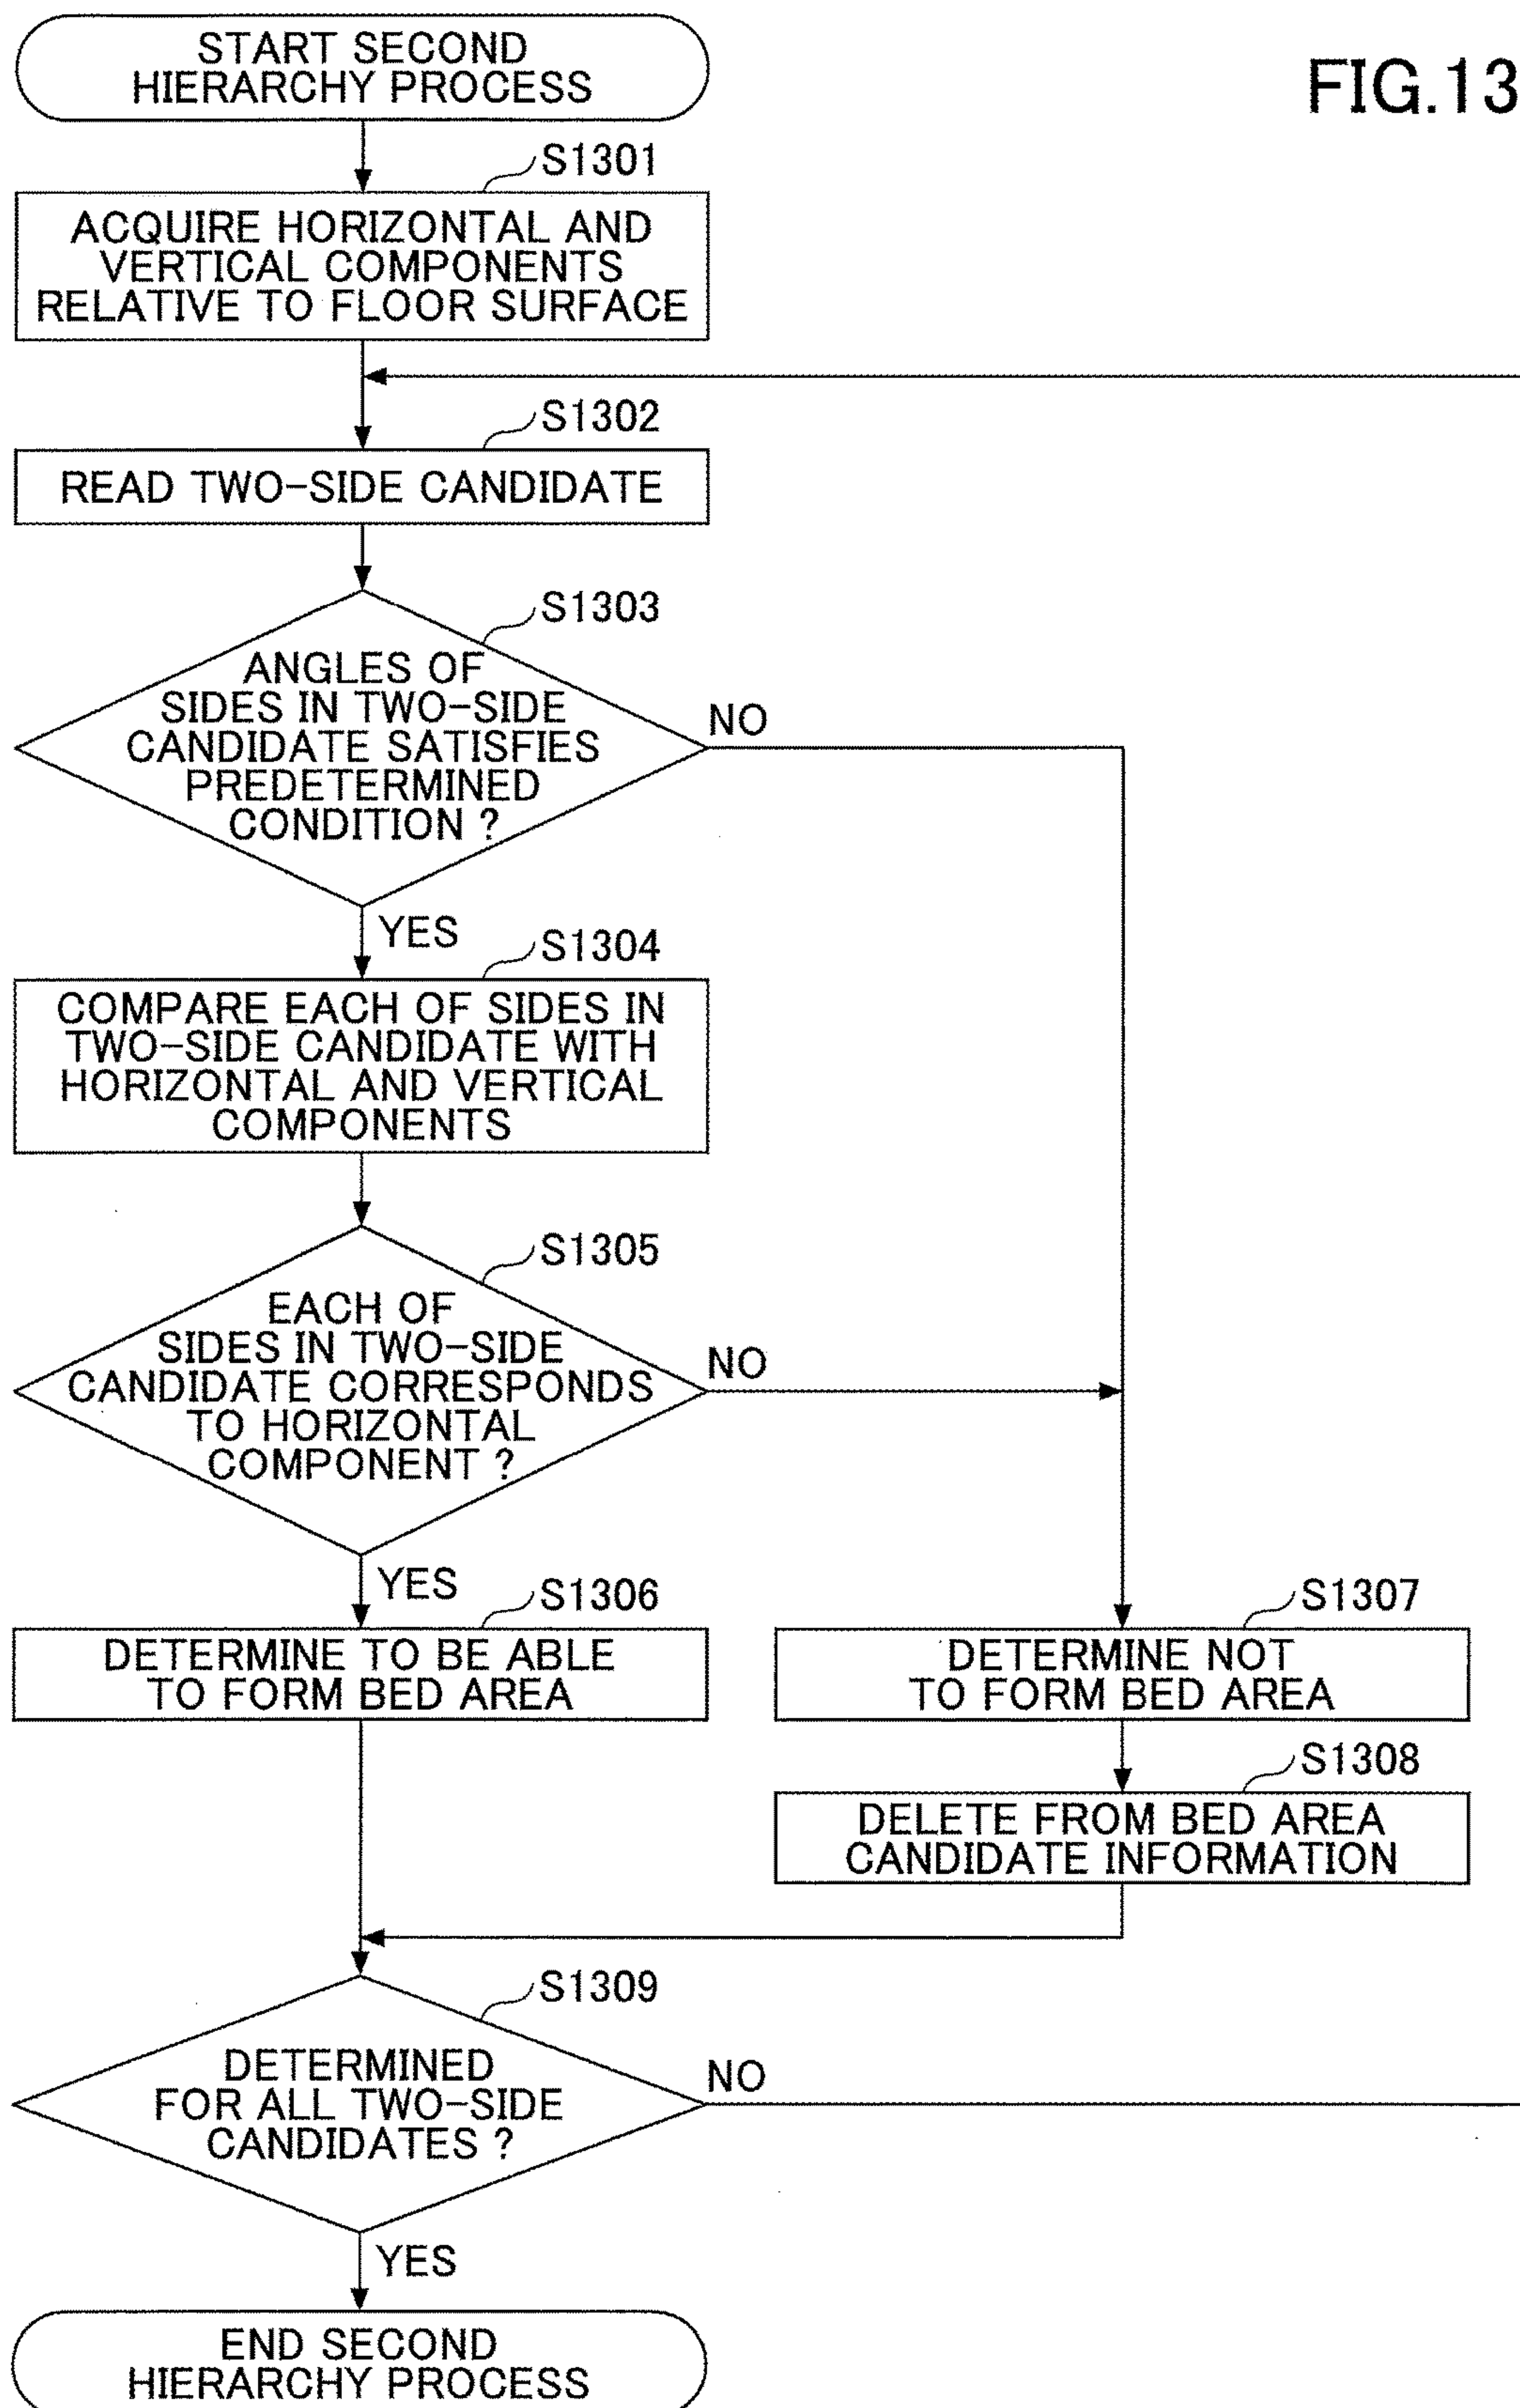 START SECOND
HIERARCHY PROCESS
FIG.13
S1301
ACQUIRE HORIZONTAL AND
VERTICAL COMPONENTS
RELATIVE TO FLOOR SURFACE
S1302
READ TWO-SIDE CANDIDATE
S1303
ANGLES OF
SIDES IN TWO-SIDE
CANDIDATE SATISFIES
PREDETERMINED
CONDITION ?
NO
YES
S1304
COMPARE EACH OF SIDES IN
TWO-SIDE CANDIDATE WITH
HORIZONTAL AND VERTICAL
COMPONENTS
S1305
EACH OF
SIDES IN TWO-SIDE
CANDIDATE CORRESPONDS
TO HORIZONTAL
COMPONENT ?
NO
YES
S1306
DETERMINE TO BE ABLE
TO FORM BED AREA
S1307
DETERMINE NOT
TO FORM BED AREA
S1308
DELETE FROM BED AREA
CANDIDATE INFORMATION
S1309
DETERMINED
FOR ALL TWO-SIDE
CANDIDATES ?
NO
YES
END SECOND
HIERARCHY PROCESS